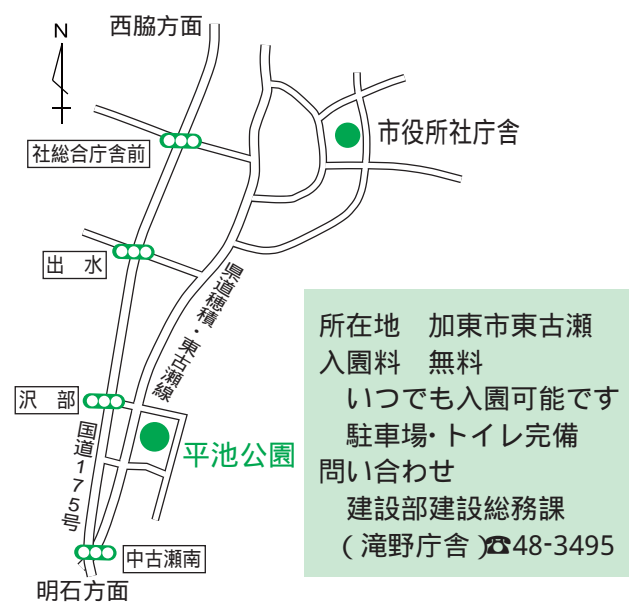 西脇方面
N
市役所社庁舎
社総合庁舎前
出 水
県道穂積・東古瀬線
所在地 加東市東古瀬
入園料 無料
いつでも入園可能です
駐車場・トイレ完備
問い合わせ
建設部建設総務課
(滝野庁舎)☎48-3495
沢 部
平池公園
国道175号
中古瀬南
明石方面